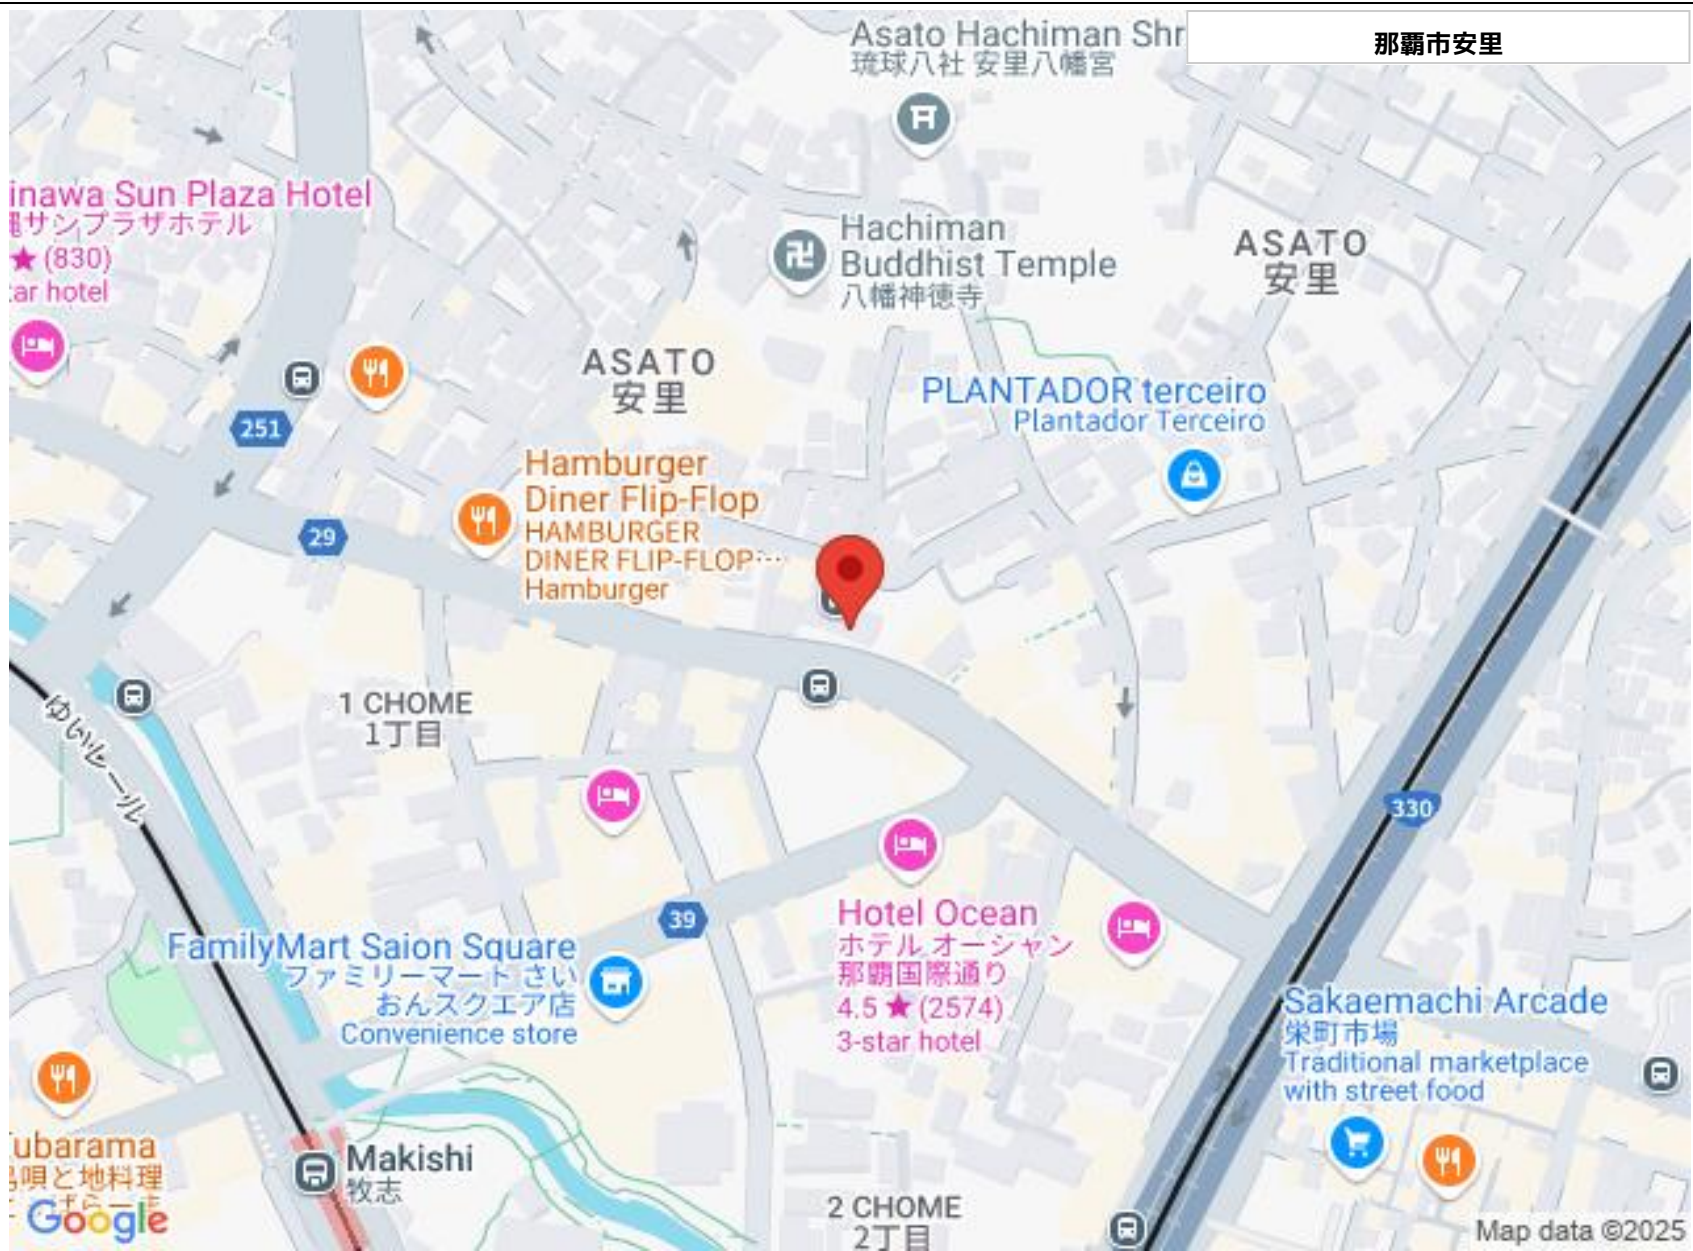 Asato Hachiman Shr
琉球八社 安里八幡宮
那覇市安里
inawa Sun Plaza Hotel
縄サンプラザホテル
★ (830)
tar hotel
Hachiman
Buddhist Temple
八幡神徳寺
ASATO
安里
ASATO
安里
PLANTADOR terceiro
Plantador Terceiro
251
Hamburger
Diner Flip-Flop
HAMBURGER
DINER FLIP-FLOP…
Hamburger
29
1 CHOME
1丁目
ゆいレール
330
39
Hotel Ocean
ホテル オーシャン
那覇国際通り
4.5 ★ (2574)
3-star hotel
FamilyMart Saion Square
ファミリーマート さい
おんスクエア店
Convenience store
Sakaemachi Arcade
栄町市場
Traditional marketplace
with street food
ubarama
唄と地料理
Makishi
牧志
2 CHOME
2丁目
Google
Map data ©2025